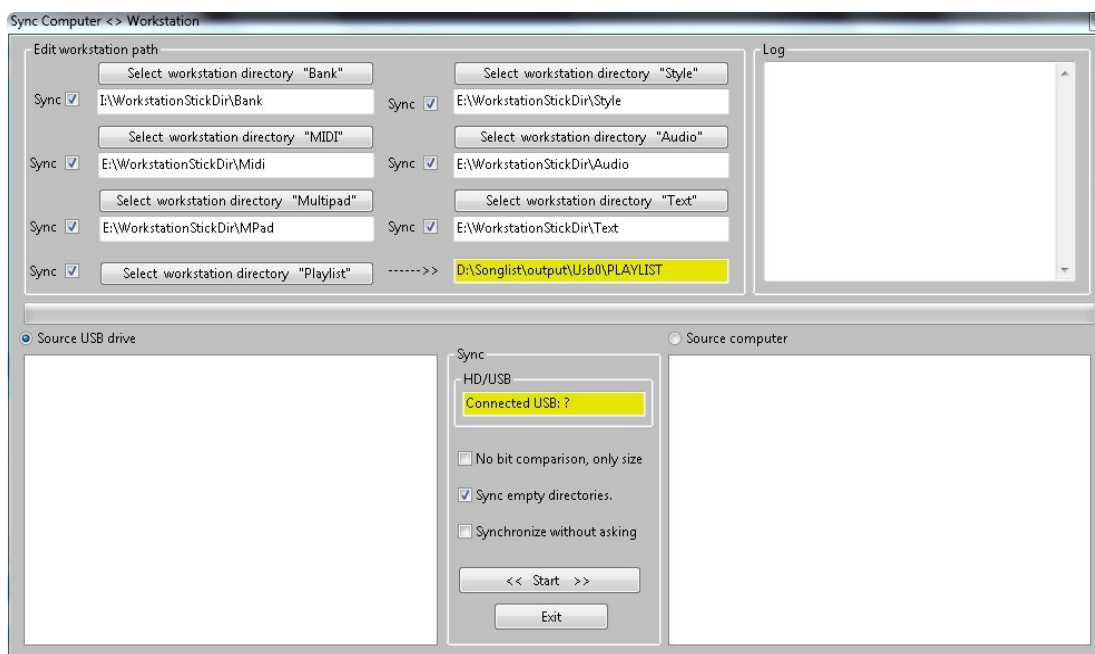 Sync Computer <> Workstation
Edit workstation path
Select workstation directory "Bank"
Sync
I:\WorkstationStickDir\Bank
Select workstation directory "Style"
Sync
E:\WorkstationStickDir\Style
Select workstation directory "MIDI"
Sync
E:\WorkstationStickDir\Midi
Select workstation directory "Audio"
Sync
E:\WorkstationStickDir\Audio
Select workstation directory "Multipad"
Sync
E:\WorkstationStickDir\MPad
Select workstation directory "Text"
Sync
E:\WorkstationStickDir\Text
Sync
Select workstation directory "Playlist"
------>>
D:\Songlist\output\Usb0\PLAYLIST
Log
Source USB drive
Sync
HD/USB
Connected USB: ?
No bit comparison, only size
Sync empty directories.
Synchronize without asking
<< Start >>
Exit
Source computer